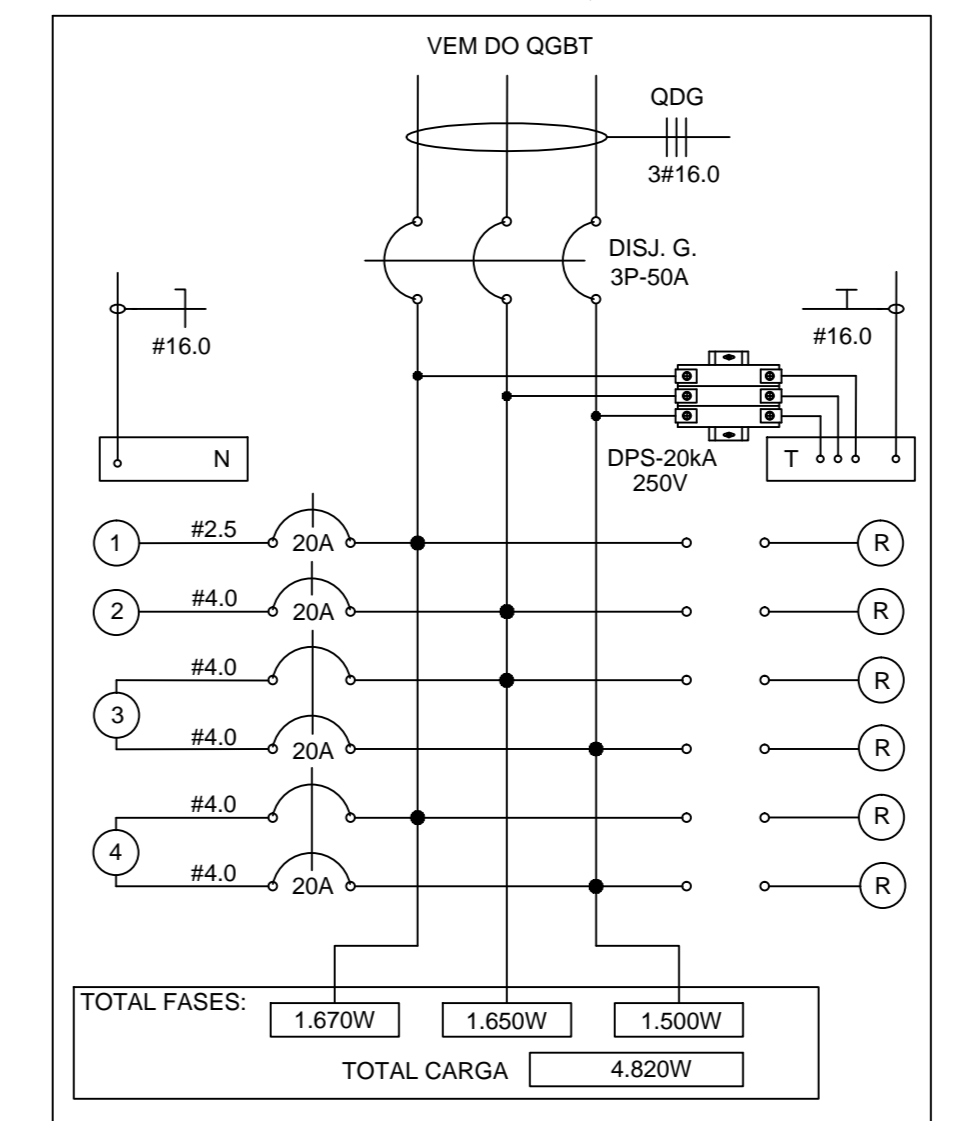 VEM DO QGBT
QDG
3#16.0
DISJ. G.
3P-50A
#16.0
#16.0
N
DPS-20kA
250V
T
1
#2.5
20A
R
2
#4.0
20A
R
#4.0
R
3
#4.0
20A
R
#4.0
R
4
#4.0
20A
R
TOTAL FASES:
1.670W
1.650W
1.500W
TOTAL CARGA
4.820W